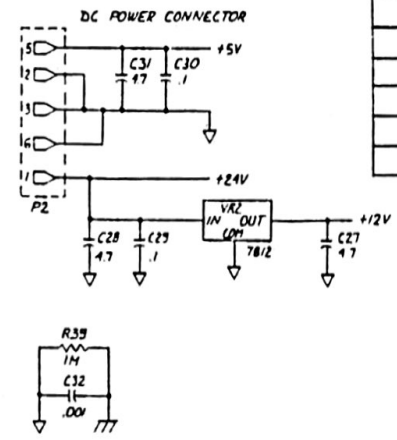 DC POWER CONNECTOR
5 +5V
2 C31 C30
4.7 .1
3
6
1 +24V
P2
VR2
IN OUT
COM
7812
+12V
C28 C29 C27
4.7 .1 4.7
R39
1M
C32
.001